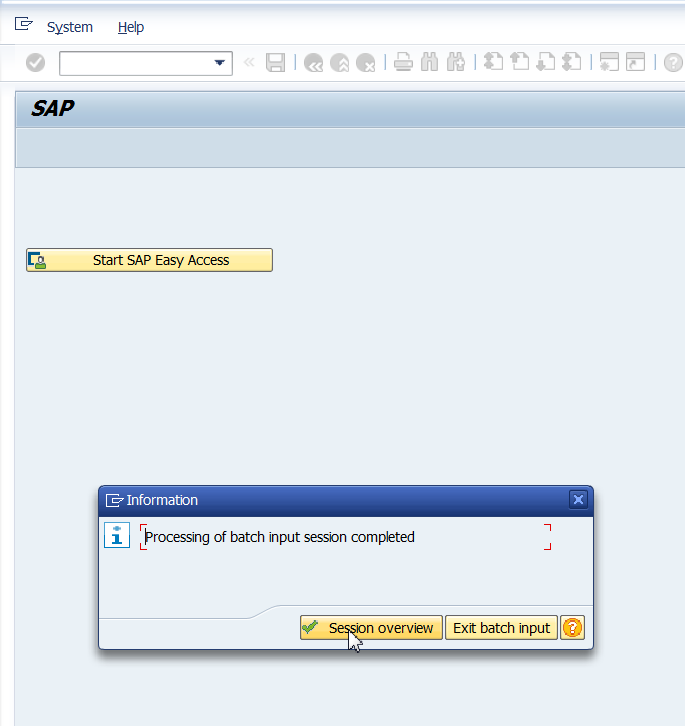 System Help
SAP
Start SAP Easy Access
Information
Processing of batch input session completed
Session overview Exit batch input